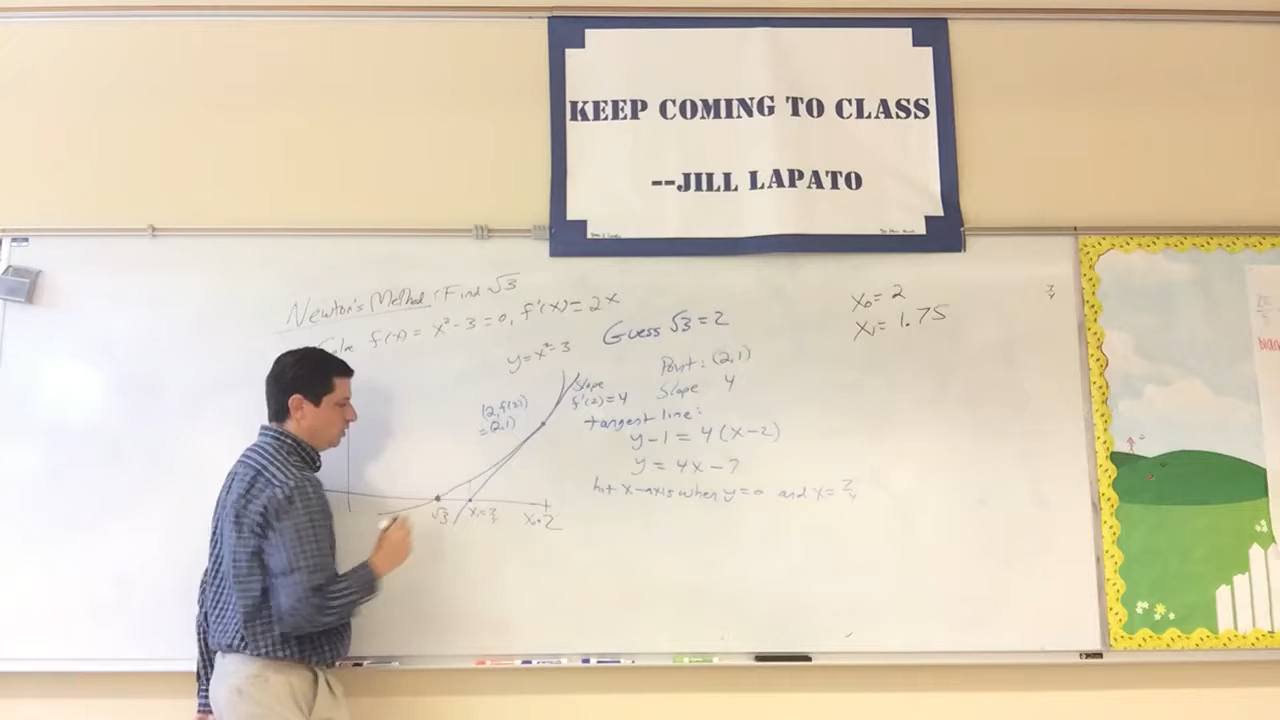 KEEP COMING TO CLASS
--JILL LAPATO
Newton's Method: Find √3
Solve f(x) = x²-3 = 0, f'(x) = 2x
y = x²-3
(2, f(2))
= (2,1)
Slope
f'(2) = 4
√3
x₁=7/4
x₀=2
Guess √3 = 2
Point: (2,1)
Slope 4
tangent line:
y-1 = 4(x-2)
y = 4x-7
hit x-axis when y=0 and x=7/4
x₀= 2
x₁= 1.75